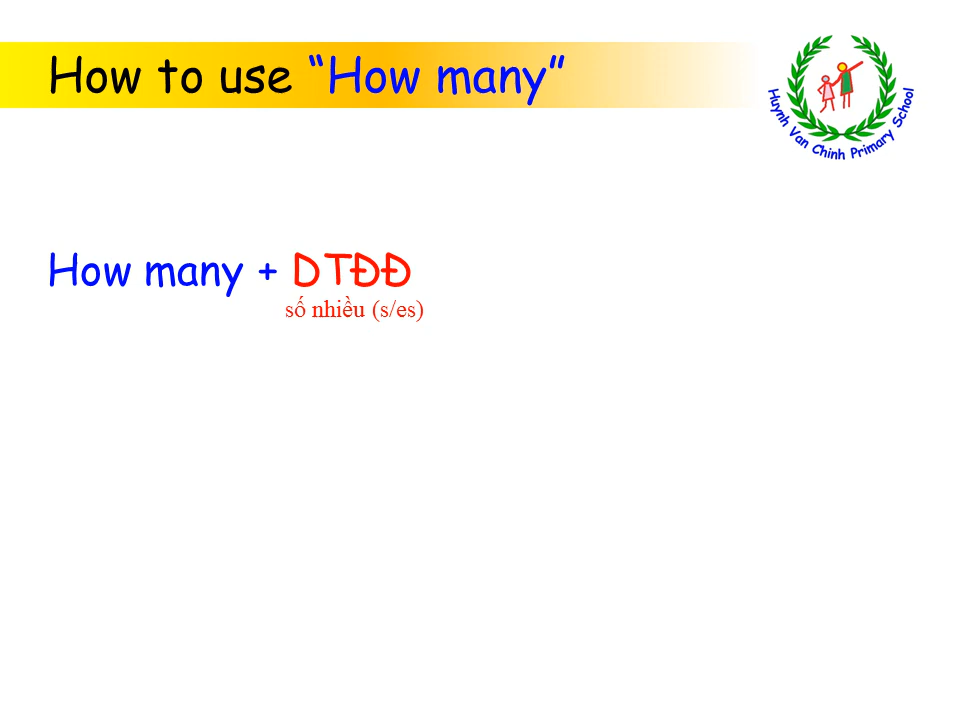 How to use “How many”
Huynh Van Chinh Primary School
How many + DTĐĐ
số nhiều (s/es)